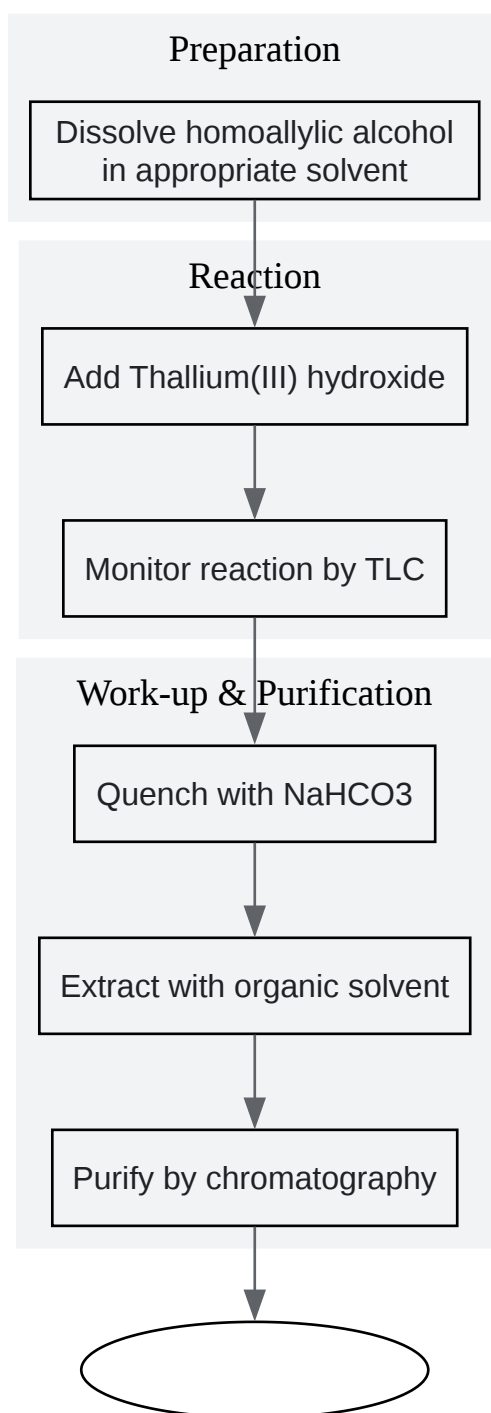 Preparation
Dissolve homoallylic alcohol
in appropriate solvent
Reaction
Add Thallium(III) hydroxide
Monitor reaction by TLC
Work-up & Purification
Quench with NaHCO3
Extract with organic solvent
Purify by chromatography